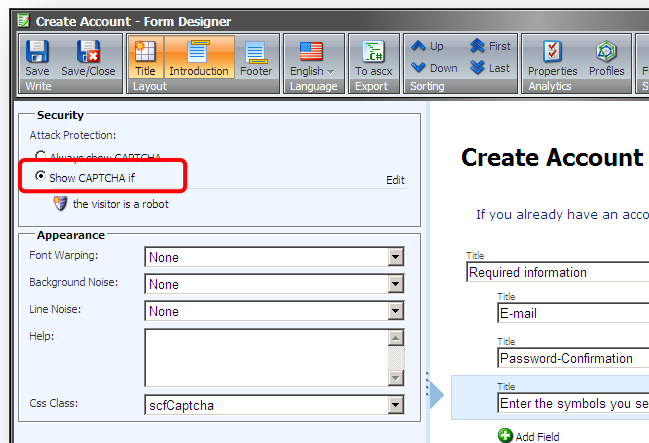 Create Account - Form Designer
Save Save/Close Title Introduction Footer English To ascx Up First Down Last Properties Profiles F
Write Layout Language Export Sorting Analytics S
Security
Attack Protection:
Always show CAPTCHA
Show CAPTCHA if Edit
the visitor is a robot
Appearance
Font Warping: None
Background Noise: None
Line Noise: None
Help:
Css Class: scfCaptcha
Create Account
If you already have an acco
Title
Required information
Title
E-mail
Title
Password-Confirmation
Title
Enter the symbols you se
Add Field